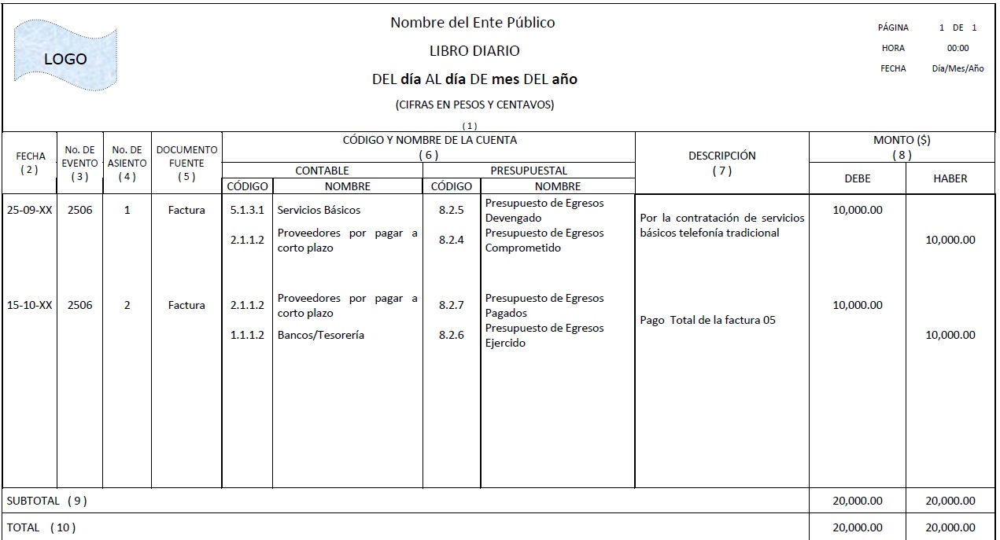 LOGO
Nombre del Ente Público
LIBRO DIARIO
DEL día AL día DE mes DEL año
(CIFRAS EN PESOS Y CENTAVOS)
( 1 )
PÁGINA 1 DE 1
HORA 00:00
FECHA Día/Mes/Año
FECHA
( 2 )
No. DE
EVENTO
( 3 )
No. DE
ASIENTO
( 4 )
DOCUMENTO
FUENTE
( 5 )
CÓDIGO Y NOMBRE DE LA CUENTA
( 6 )
CONTABLE
PRESUPUESTAL
CÓDIGO
NOMBRE
CÓDIGO
NOMBRE
DESCRIPCIÓN
( 7 )
MONTO ($)
( 8 )
DEBE
HABER
25-09-XX
2506
1
Factura
5.1.3.1
Servicios Básicos
8.2.5
Presupuesto de Egresos
Devengado
Por la contratación de servicios
básicos telefonía tradicional
10,000.00
2.1.1.2
Proveedores por pagar a
corto plazo
8.2.4
Presupuesto de Egresos
Comprometido
10,000.00
15-10-XX
2506
2
Factura
2.1.1.2
Proveedores por pagar a
corto plazo
8.2.7
Presupuesto de Egresos
Pagados
Pago Total de la factura 05
10,000.00
1.1.1.2
Bancos/Tesorería
8.2.6
Presupuesto de Egresos
Ejercido
10,000.00
SUBTOTAL ( 9 ) 20,000.00 20,000.00
TOTAL ( 10 ) 20,000.00 20,000.00